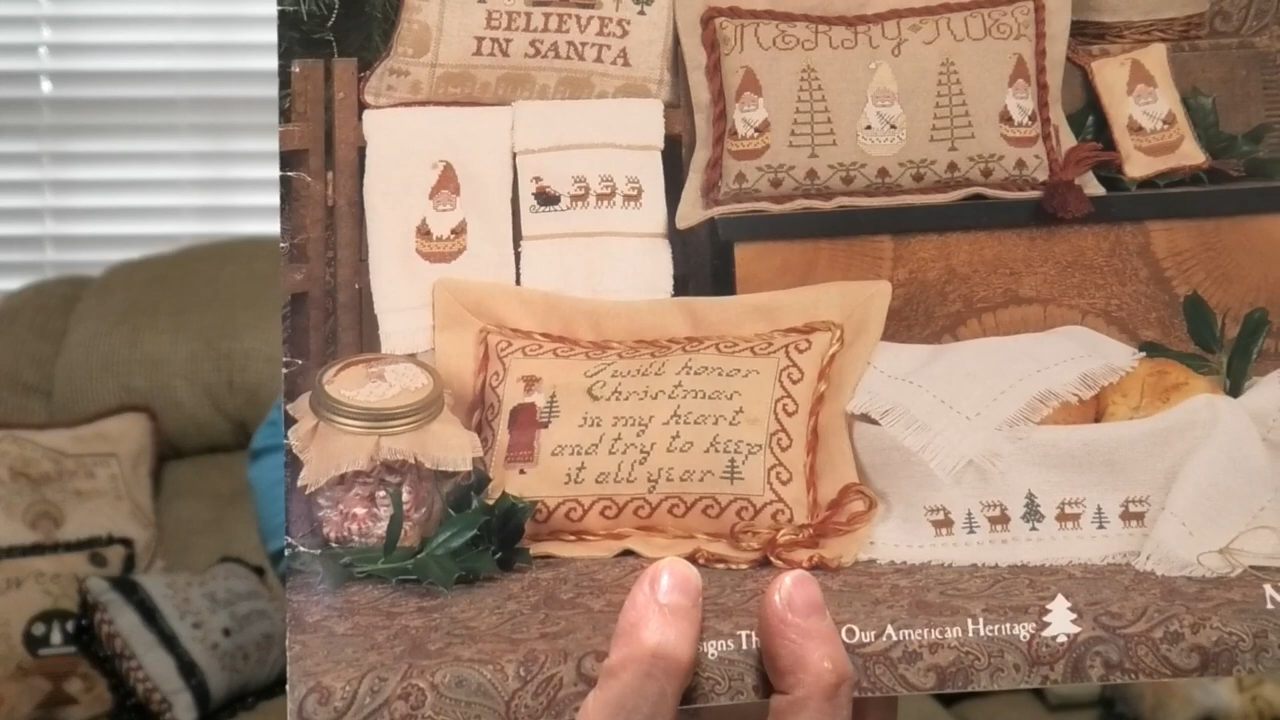 BELIEVES
IN SANTA
MERRY NOEL
I will honor
Christmas
in my heart
and try to keep
it all year
Our American Heritage